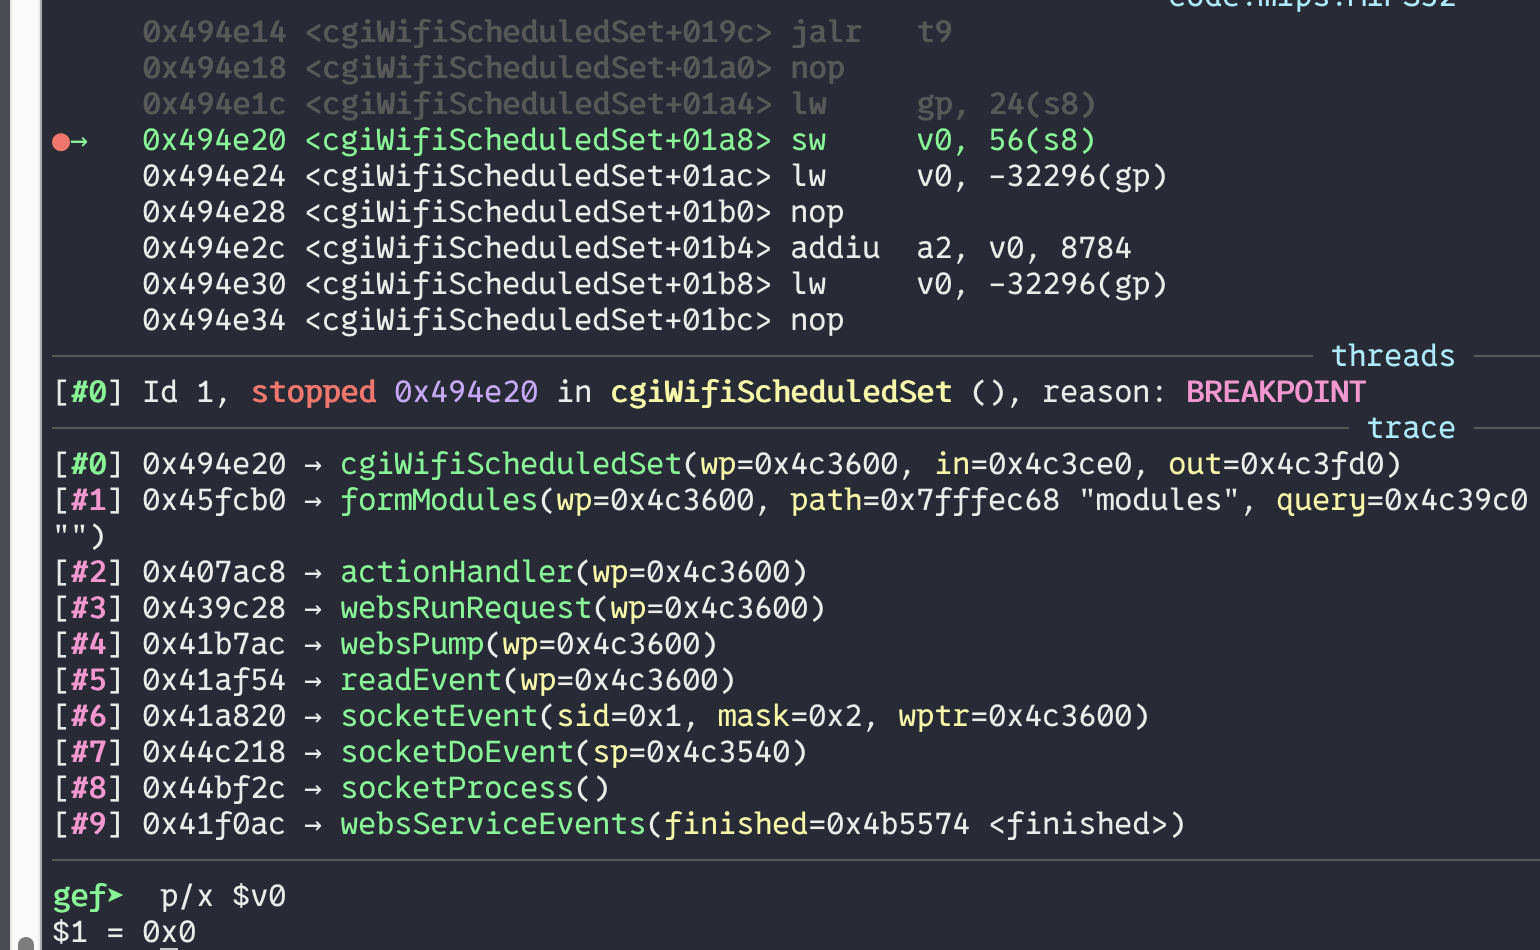 code:mips:MIPS32
0x494e14 <cgiWifiScheduledSet+019c> jalr t9
0x494e18 <cgiWifiScheduledSet+01a0> nop
0x494e1c <cgiWifiScheduledSet+01a4> lw gp, 24(s8)
●→ 0x494e20 <cgiWifiScheduledSet+01a8> sw v0, 56(s8)
0x494e24 <cgiWifiScheduledSet+01ac> lw v0, -32296(gp)
0x494e28 <cgiWifiScheduledSet+01b0> nop
0x494e2c <cgiWifiScheduledSet+01b4> addiu a2, v0, 8784
0x494e30 <cgiWifiScheduledSet+01b8> lw v0, -32296(gp)
0x494e34 <cgiWifiScheduledSet+01bc> nop
threads
[#0] Id 1, stopped 0x494e20 in cgiWifiScheduledSet (), reason: BREAKPOINT
trace
[#0] 0x494e20 → cgiWifiScheduledSet(wp=0x4c3600, in=0x4c3ce0, out=0x4c3fd0)
[#1] 0x45fcb0 → formModules(wp=0x4c3600, path=0x7fffec68 "modules", query=0x4c39c0
"")
[#2] 0x407ac8 → actionHandler(wp=0x4c3600)
[#3] 0x439c28 → websRunRequest(wp=0x4c3600)
[#4] 0x41b7ac → websPump(wp=0x4c3600)
[#5] 0x41af54 → readEvent(wp=0x4c3600)
[#6] 0x41a820 → socketEvent(sid=0x1, mask=0x2, wptr=0x4c3600)
[#7] 0x44c218 → socketDoEvent(sp=0x4c3540)
[#8] 0x44bf2c → socketProcess()
[#9] 0x41f0ac → websServiceEvents(finished=0x4b5574 <finished>)
gef➤ p/x $v0
$1 = 0x0